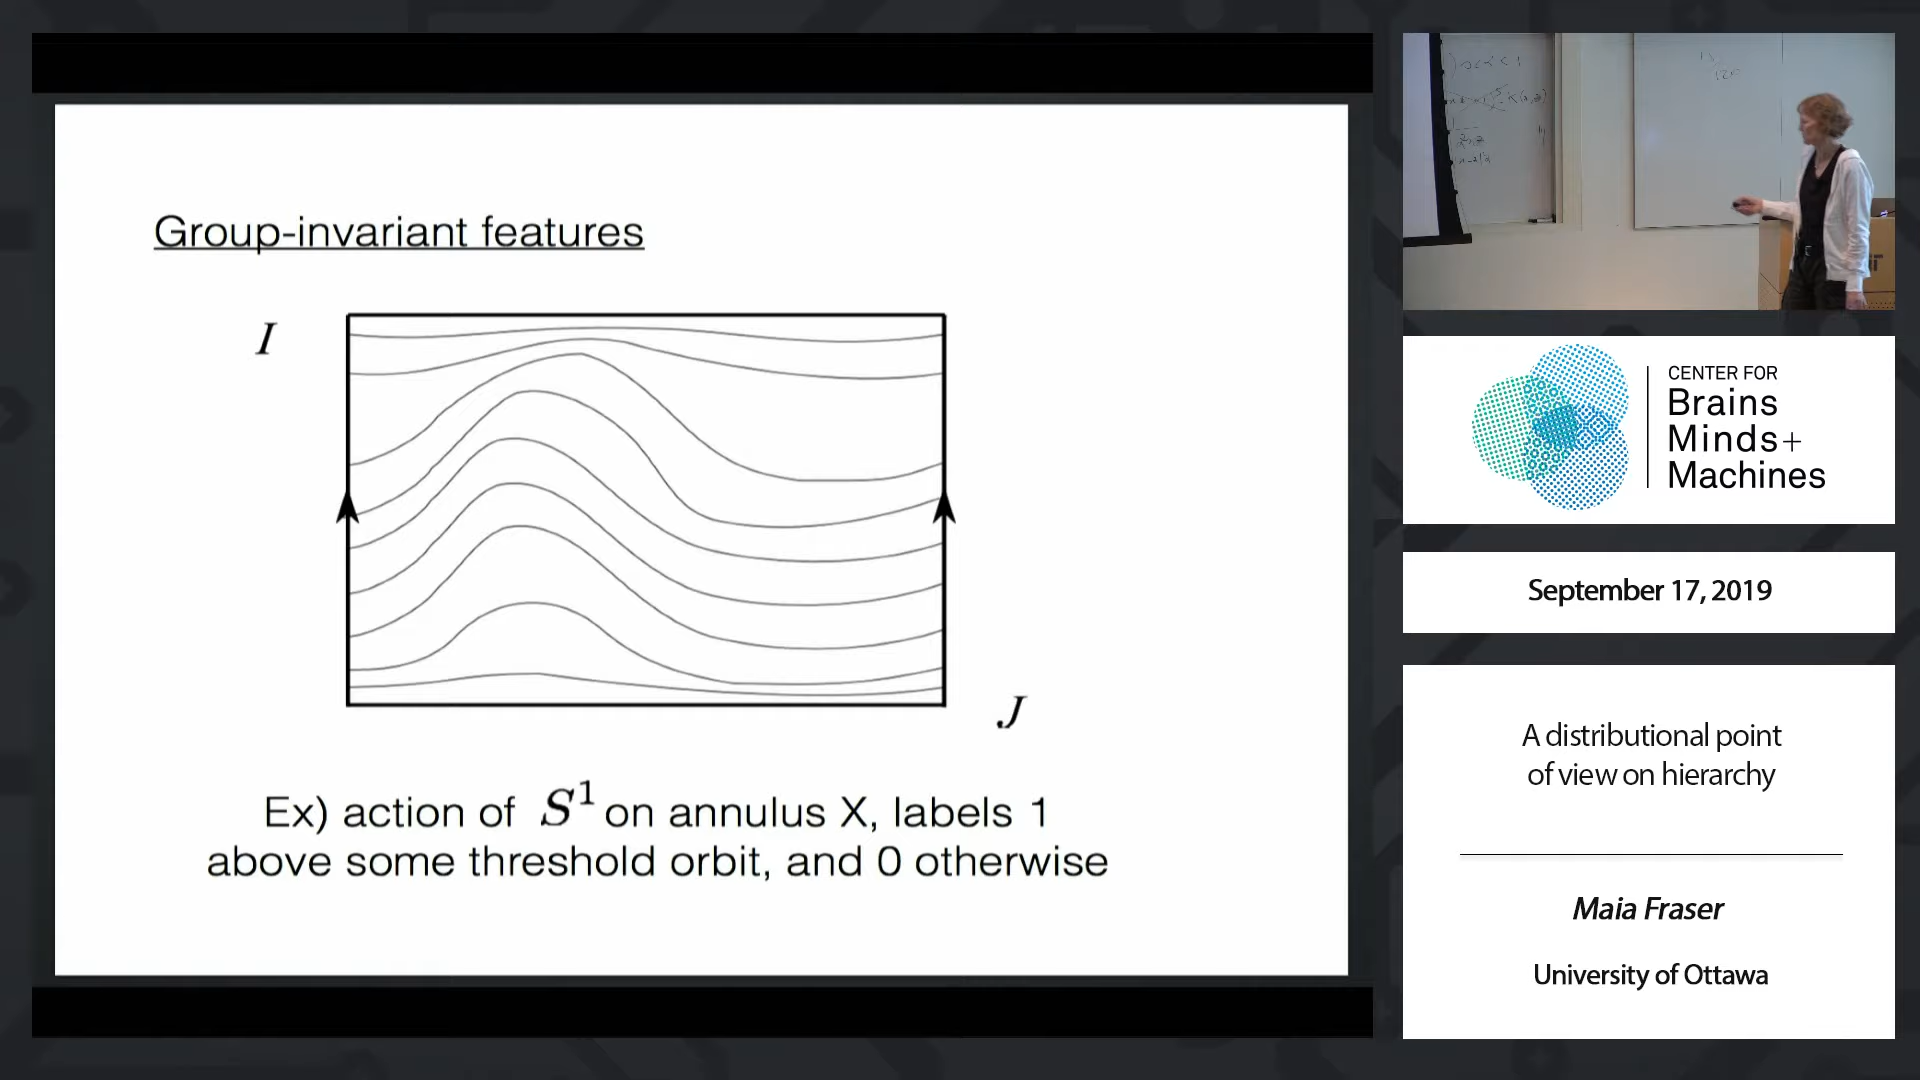 Group-invariant features
I
J
Ex) action of S¹ on annulus X, labels 1
above some threshold orbit, and 0 otherwise
CENTER FOR
Brains
Minds+
Machines
September 17, 2019
A distributional point
of view on hierarchy
Maia Fraser
University of Ottawa